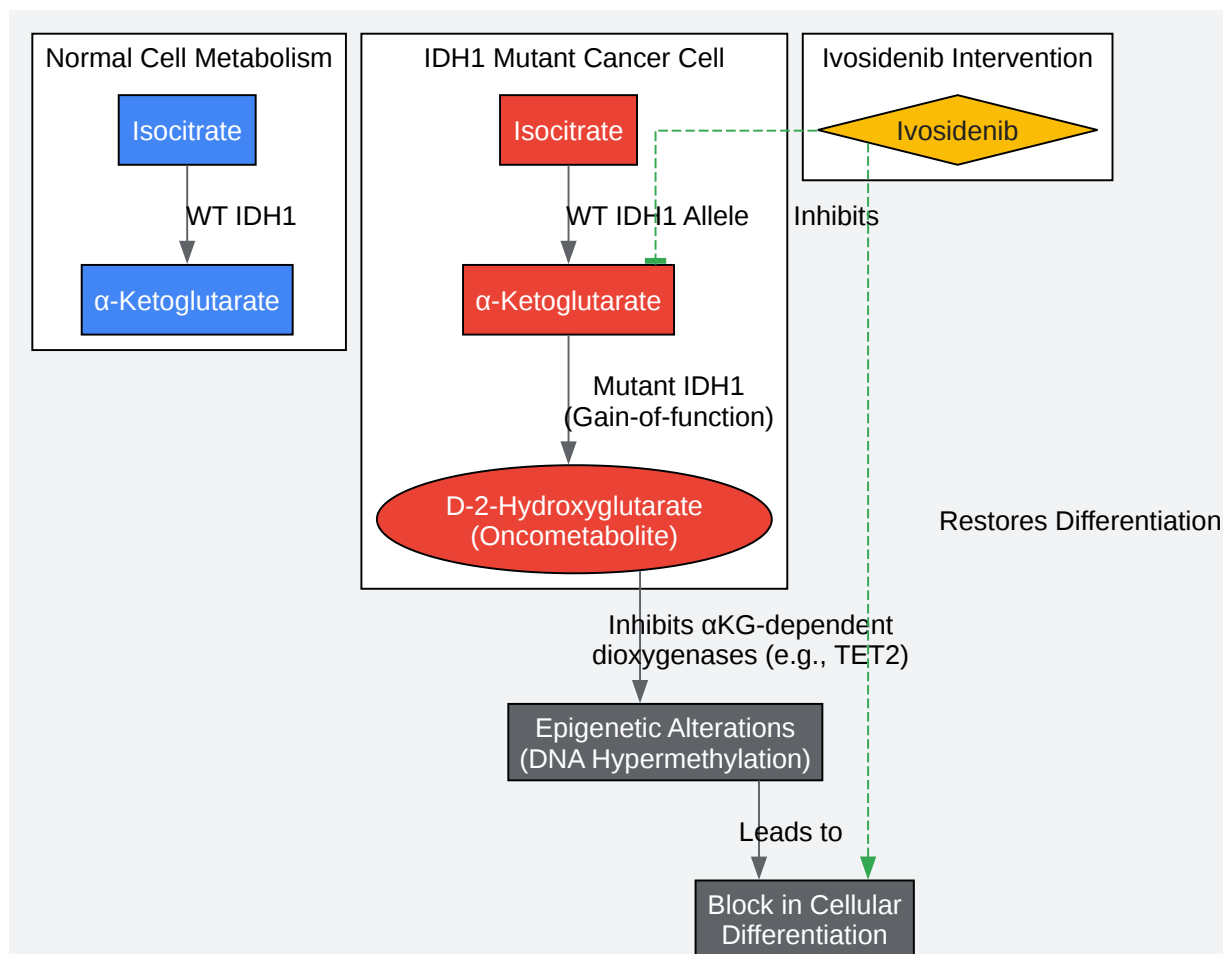 Normal Cell Metabolism
Isocitrate
WT IDH1
α-Ketoglutarate
IDH1 Mutant Cancer Cell
Isocitrate
WT IDH1 Allele
α-Ketoglutarate
Mutant IDH1
(Gain-of-function)
D-2-Hydroxyglutarate
(Oncometabolite)
Ivosidenib Intervention
Ivosidenib
Inhibits
Restores Differentiation
Inhibits αKG-dependent
dioxygenases (e.g., TET2)
Epigenetic Alterations
(DNA Hypermethylation)
Leads to
Block in Cellular
Differentiation